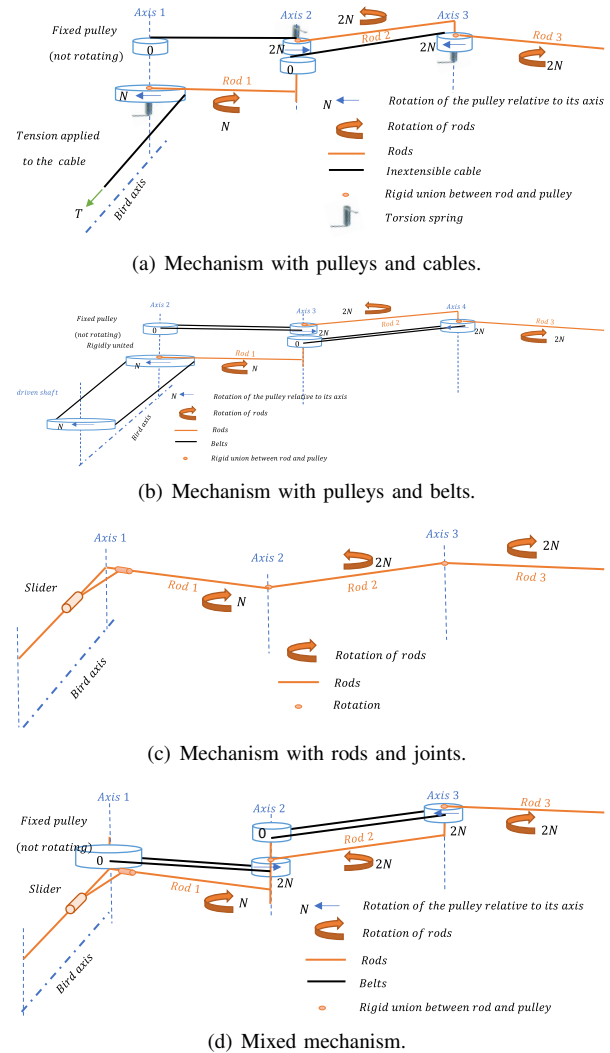 Axis 1
Axis 2
Axis 3
Fixed pulley
(not rotating)
0
2N
2N
Rod 2
2N
Rod 3
2N
0
Rod 1
N
N
N
Rotation of the pulley relative to its axis
Rotation of rods
Rods
Inextensible cable
Rigid union between rod and pulley
Torsion spring
Tension applied
to the cable
T
Bird axis
(a) Mechanism with pulleys and cables.
Axis 2
Axis 3
Axis 4
Fixed pulley
(not rotating)
Rigidly united
0
2N
2N
Rod 2
2N
Rod 3
2N
0
Rod 1
N
N
driven shaft
N
Bird axis
N
Rotation of the pulley relative to its axis
Rotation of rods
Rods
Belts
Rigid union between rod and pulley
(b) Mechanism with pulleys and belts.
Axis 1
Axis 2
Axis 3
Slider
Rod 1
N
2N
Rod 2
2N
Rod 3
Bird axis
Rotation of rods
Rods
Rotation
(c) Mechanism with rods and joints.
Axis 1
Axis 2
Axis 3
Fixed pulley
(not rotating)
0
0
Rod 2
2N
Rod 3
2N
Slider
Rod 1
N
2N
2N
Bird axis
N
Rotation of the pulley relative to its axis
Rotation of rods
Rods
Belts
Rigid union between rod and pulley
(d) Mixed mechanism.